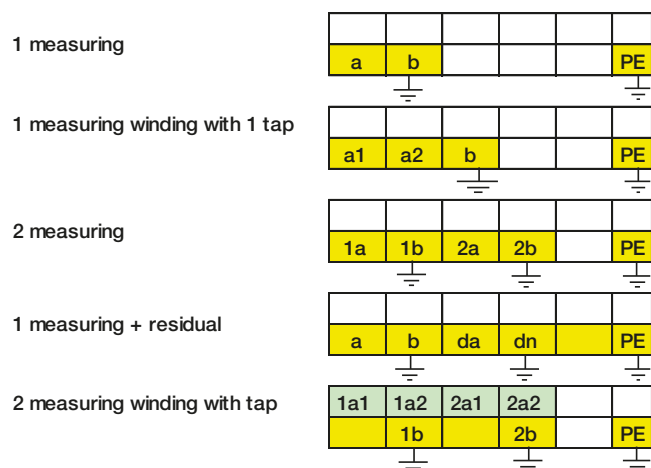 1 measuring
a b PE
1 measuring winding with 1 tap
a1 a2 b PE
2 measuring
1a 1b 2a 2b PE
1 measuring + residual
a b da dn PE
2 measuring winding with tap
1a1 1a2 2a1 2a2
1b 2b PE